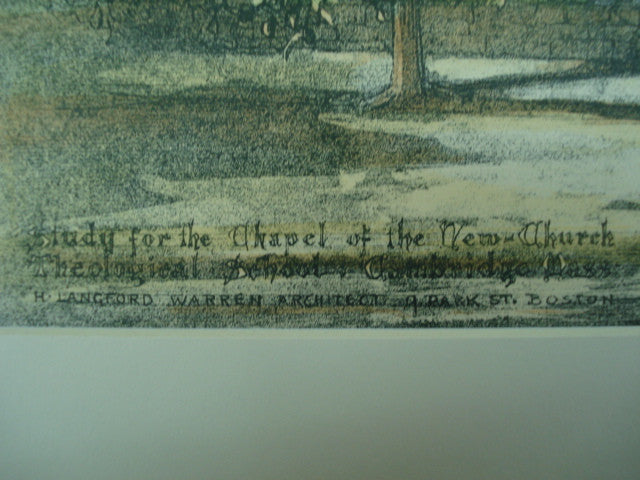 Study for the Chapel of the New-Church
Theological School · Cambridge Mass
H. LANGFORD WARREN ARCHITECT 9 PARK ST. BOSTON